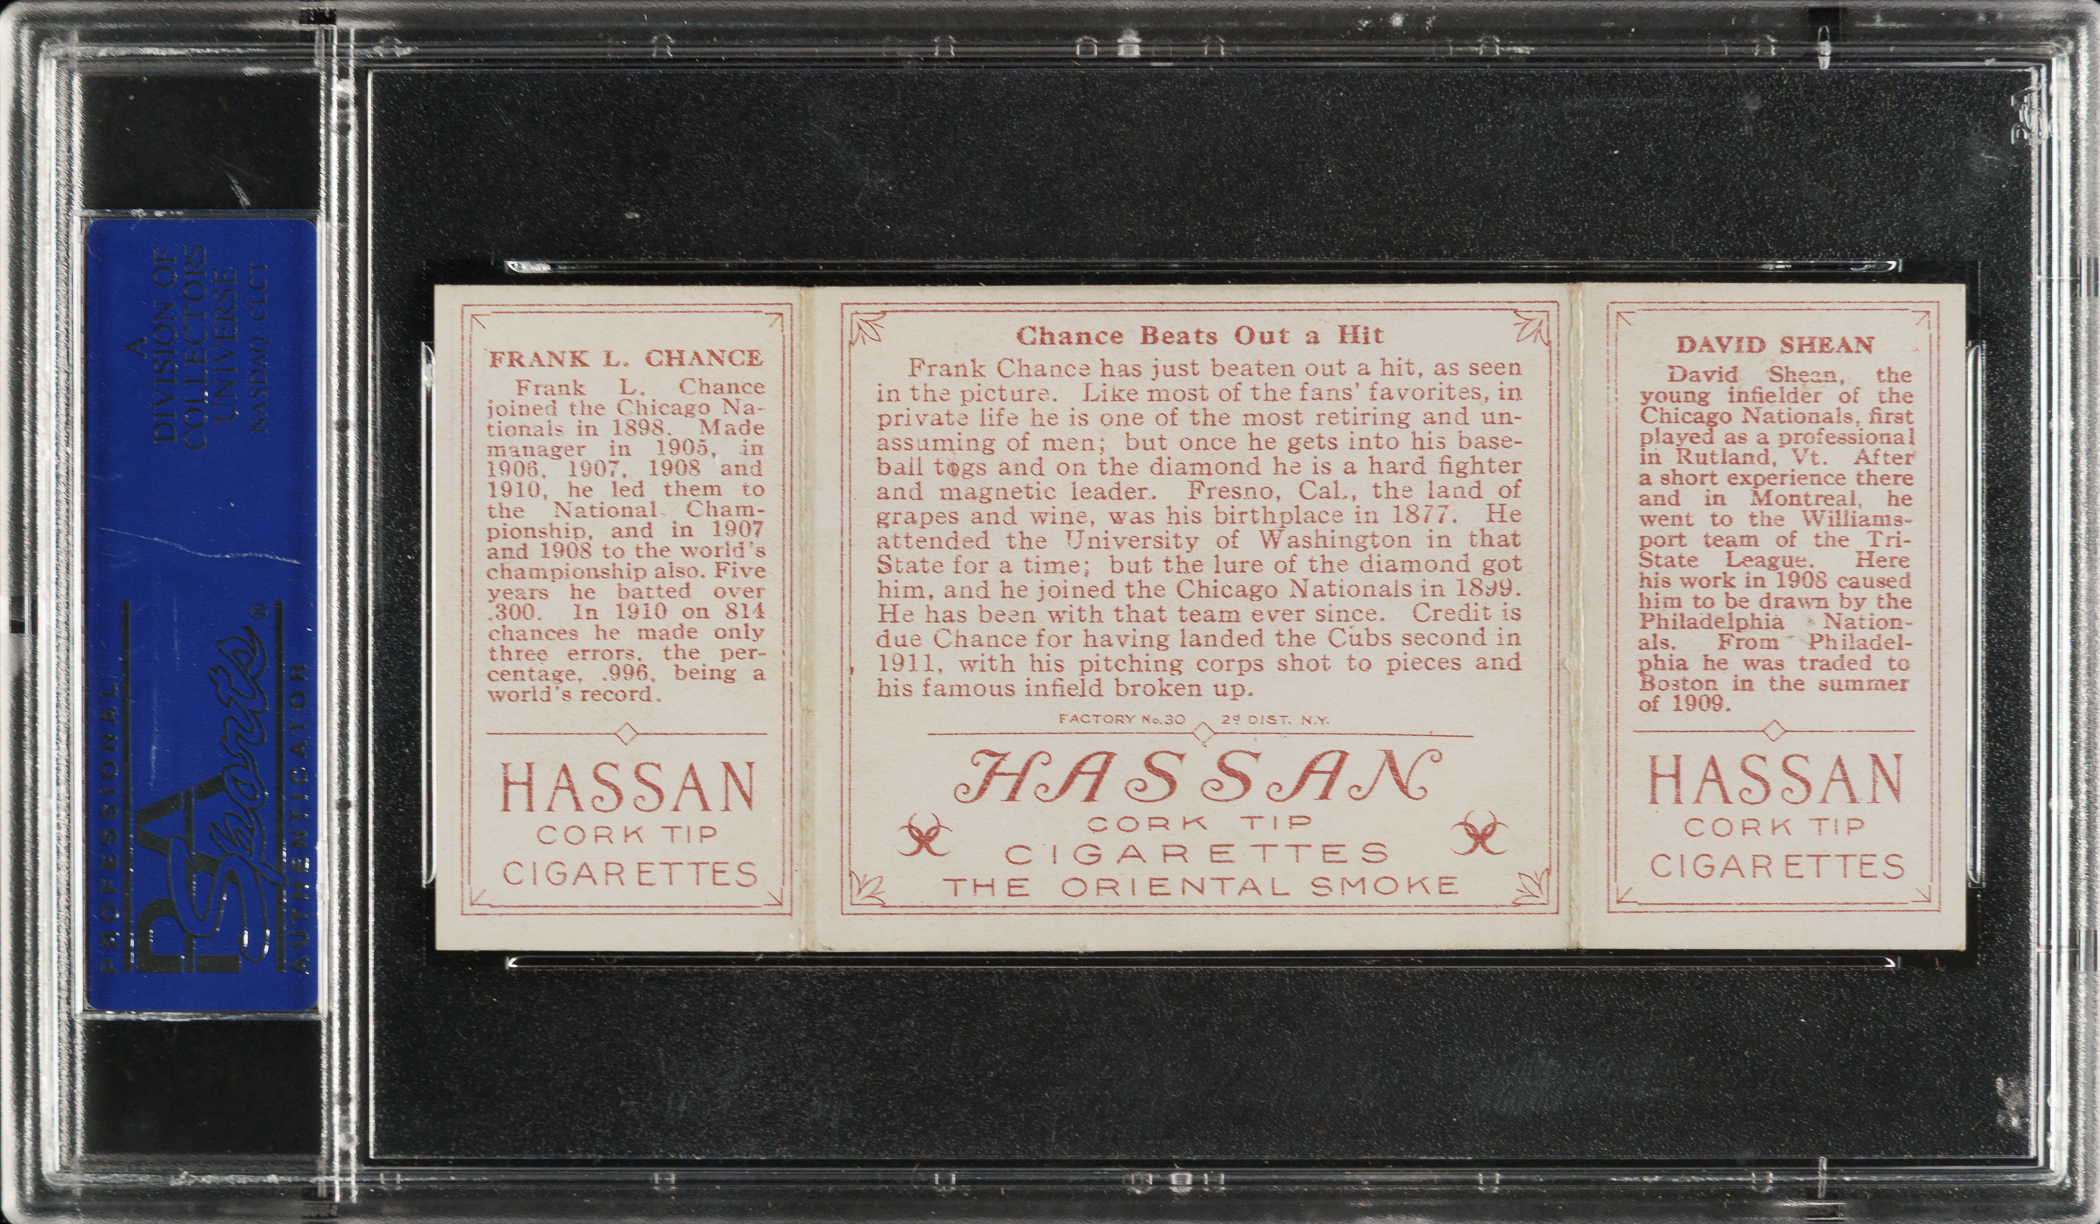 A
DIVISION OF
COLLECTORS
UNIVERSE
NASDAQ: CLCT
PROFESSIONAL
PSA
Sports®
AUTHENTICATOR
FRANK L. CHANCE
Frank L. Chance
joined the Chicago Na-
tionals in 1898. Made
manager in 1905, in
1906, 1907, 1908 and
1910, he led them to
the National Cham-
pionship, and in 1907
and 1908 to the world's
championship also. Five
years he batted over
.300. In 1910 on 814
chances he made only
three errors, the per-
centage, .996, being a
world's record.
HASSAN
CORK TIP
CIGARETTES
Chance Beats Out a Hit
Frank Chance has just beaten out a hit, as seen
in the picture. Like most of the fans' favorites, in
private life he is one of the most retiring and un-
assuming of men; but once he gets into his base-
ball togs and on the diamond he is a hard fighter
and magnetic leader. Fresno, Cal., the land of
grapes and wine, was his birthplace in 1877. He
attended the University of Washington in that
State for a time; but the lure of the diamond got
him, and he joined the Chicago Nationals in 1899.
He has been with that team ever since. Credit is
due Chance for having landed the Cubs second in
1911, with his pitching corps shot to pieces and
his famous infield broken up.
FACTORY No.30 2d DIST. N.Y.
HASSAN
CORK TIP
CIGARETTES
THE ORIENTAL SMOKE
DAVID SHEAN
David Shean, the
young infielder of the
Chicago Nationals, first
played as a professional
in Rutland, Vt. After
a short experience there
and in Montreal, he
went to the Williams-
port team of the Tri-
State League. Here
his work in 1908 caused
him to be drawn by the
Philadelphia Nation-
als. From Philadel-
phia he was traded to
Boston in the summer
of 1909.
HASSAN
CORK TIP
CIGARETTES